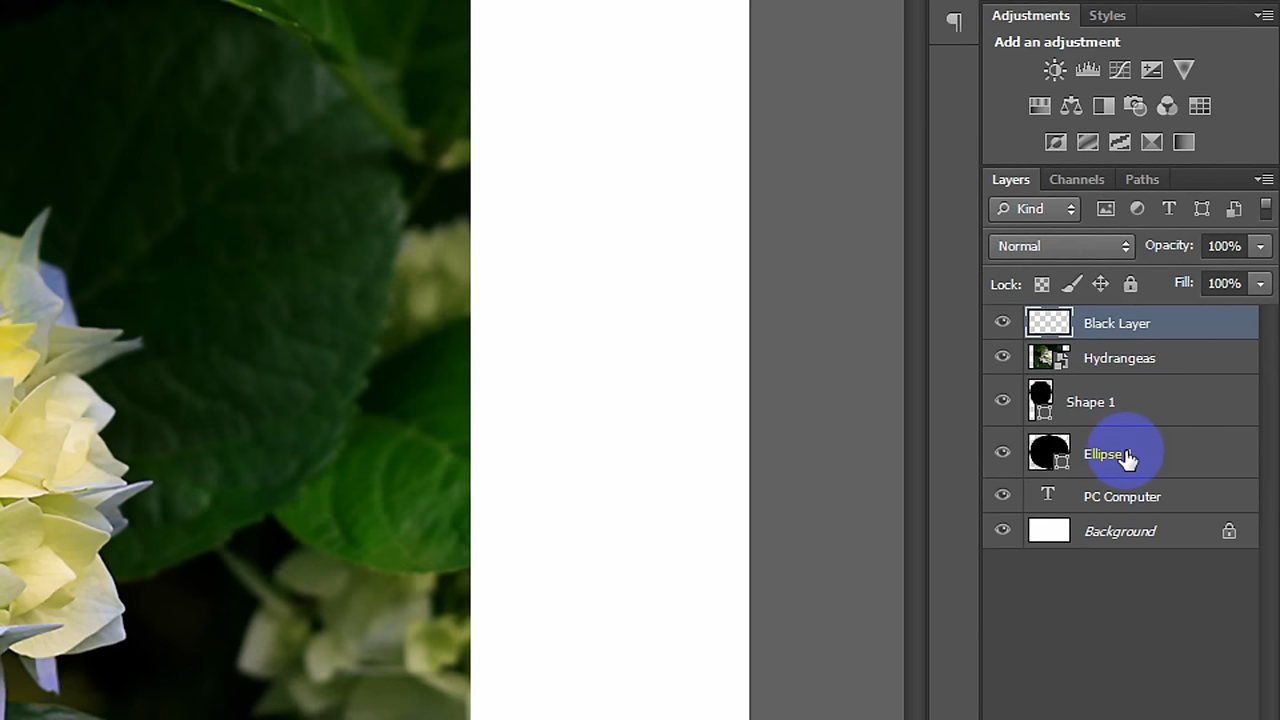 Adjustments Styles
Add an adjustment
Layers Channels Paths
Kind
Normal Opacity: 100%
Lock: Fill: 100%
Black Layer
Hydrangeas
Shape 1
Ellipse
T PC Computer
Background